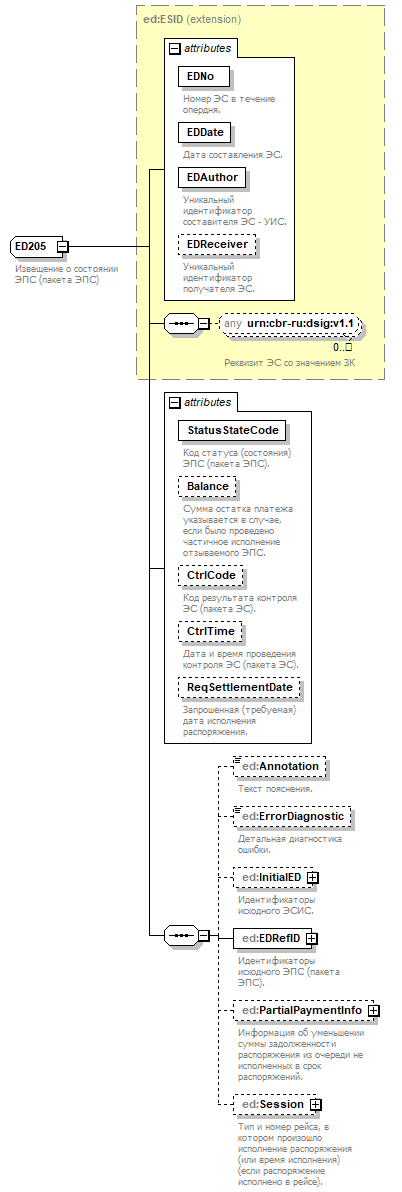 ed:ESID (extension)
attributes
EDNo
Номер ЭС в течение
опердня.
EDDate
Дата составления ЭС.
EDAuthor
Уникальный
идентификатор
составителя ЭС - УИС.
EDReceiver
Уникальный
идентификатор
получателя ЭС.
ED205
Извещение о состоянии
ЭПС (пакета ЭПС)
any urn:cbr-ru:dsig:v1.1
0..□
Реквизит ЭС со значением ЗК
attributes
StatusStateCode
Код статуса (состояния)
ЭПС (пакета ЭПС).
Balance
Сумма остатка платежа
указывается в случае,
если было проведено
частичное исполнение
отзываемого ЭПС.
CtrlCode
Код результата контроля
ЭС (пакета ЭС).
CtrlTime
Дата и время проведения
контроля ЭС (пакета ЭС).
ReqSettlementDate
Запрошенная (требуемая)
дата исполнения
распоряжения.
ed:Annotation
Текст пояснения.
ed:ErrorDiagnostic
Детальная диагностика
ошибки.
ed:InitialED
Идентификаторы
исходного ЭСИС.
ed:EDRefID
Идентификаторы
исходного ЭПС (пакета
ЭПС).
ed:PartialPaymentInfo
Информация об уменьшении
суммы задолженности
распоряжения из очереди не
исполненных в срок
распоряжений.
ed:Session
Тип и номер рейса, в
котором произошло
исполнение распоряжения
(или время исполнения)
(если распоряжение
исполнено в рейсе).